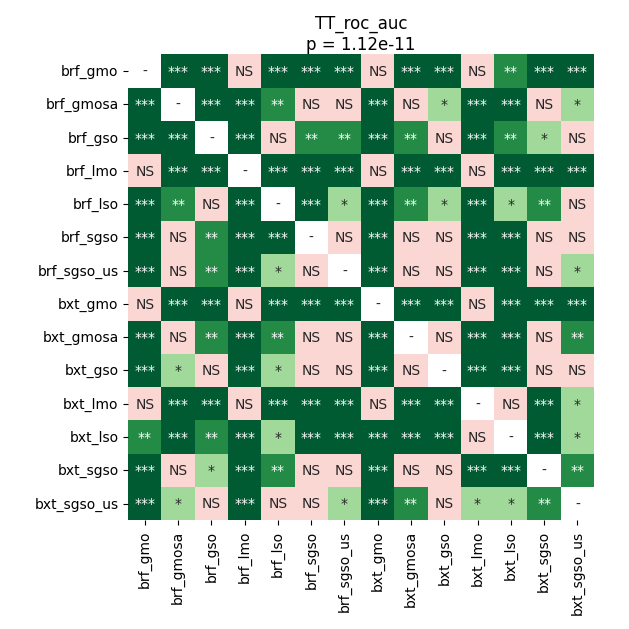 TT_roc_auc
p = 1.12e-11
brf_gmo - *** *** NS *** *** *** NS *** *** NS ** *** ***
brf_gmosa *** - *** *** ** NS NS *** NS * *** *** NS *
brf_gso *** *** - *** NS ** ** *** ** NS *** ** * NS
brf_lmo NS *** *** - *** *** *** NS *** *** NS *** *** ***
brf_lso *** ** NS *** - *** * *** ** * *** * ** NS
brf_sgso *** NS ** *** *** - NS *** NS NS *** *** NS NS
brf_sgso_us *** NS ** *** * NS - *** NS NS *** *** NS *
bxt_gmo NS *** *** NS *** *** *** - *** *** NS *** *** ***
bxt_gmosa *** NS ** *** ** NS NS *** - NS *** *** NS **
bxt_gso *** * NS *** * NS NS *** NS - *** *** NS NS
bxt_lmo NS *** *** NS *** *** *** NS *** *** - NS *** *
bxt_lso ** *** ** *** * *** *** *** *** *** NS - *** *
bxt_sgso *** NS * *** ** NS NS *** NS NS *** *** - **
bxt_sgso_us *** * NS *** NS NS * *** ** NS * * ** -
brf_gmo brf_gmosa brf_gso brf_lmo brf_lso brf_sgso brf_sgso_us bxt_gmo bxt_gmosa bxt_gso bxt_lmo bxt_lso bxt_sgso bxt_sgso_us